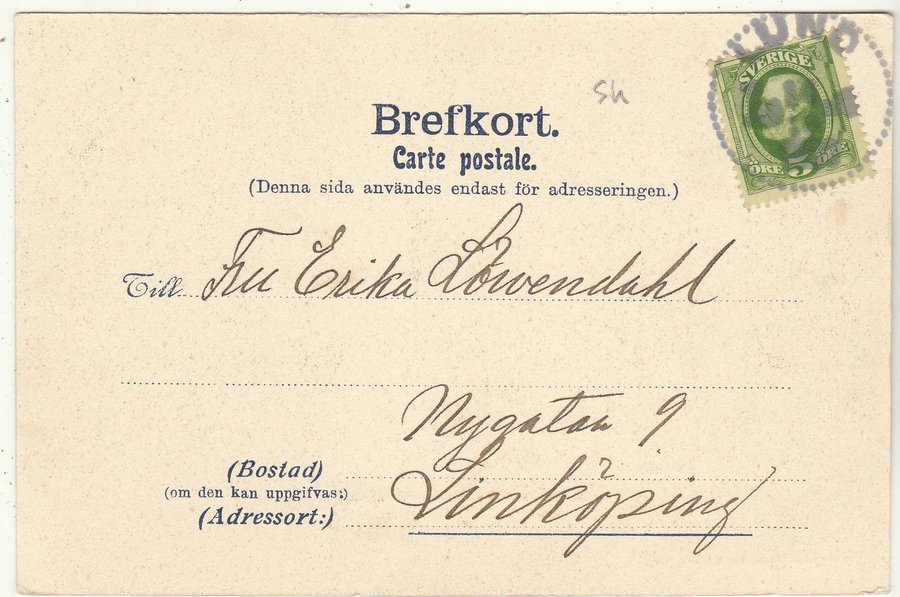 LUND
SVERIGE
ÖRE 5 ÖRE
Sh
Brefkort.
Carte postale.
(Denna sida användes endast för adresseringen.)
Till Fru Erika Löwendahl
Nygatan 9
(Bostad)
(om den kan uppgifvas:)
(Adressort:) Linköping